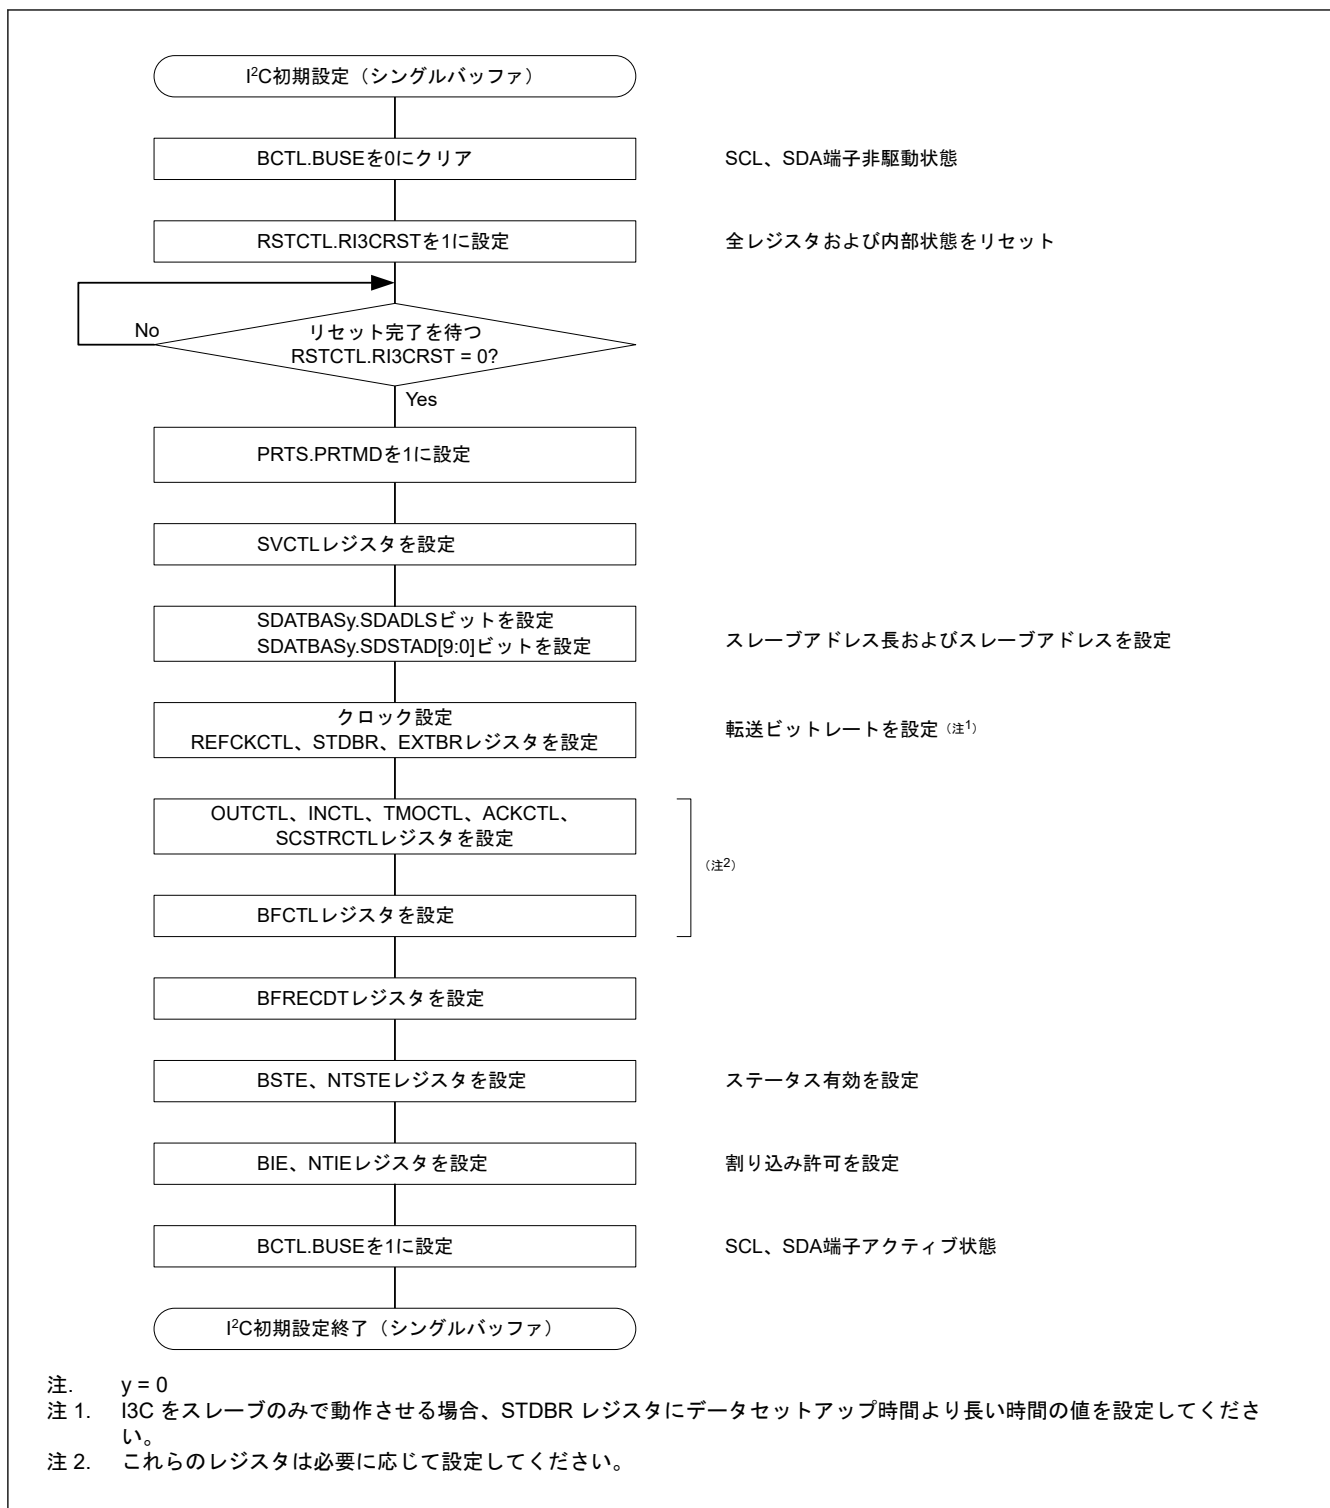 I²C初期設定（シングルバッファ）
BCTL.BUSEを0にクリア
SCL、SDA端子非駆動状態
RSTCTL.RI3CRSTを1に設定
全レジスタおよび内部状態をリセット
No
リセット完了を待つ
RSTCTL.RI3CRST = 0?
Yes
PRTS.PRTMDを1に設定
SVCTLレジスタを設定
SDATBASy.SDADLSビットを設定
SDATBASy.SDSTAD[9:0]ビットを設定
スレーブアドレス長およびスレーブアドレスを設定
クロック設定
REFCKCTL、STDBR、EXTBRレジスタを設定
転送ビットレートを設定（注1）
OUTCTL、INCTL、TMOCTL、ACKCTL、
SCSTRCTLレジスタを設定
（注2）
BFCTLレジスタを設定
BFRECDTレジスタを設定
BSTE、NTSTEレジスタを設定
ステータス有効を設定
BIE、NTIEレジスタを設定
割り込み許可を設定
BCTL.BUSEを1に設定
SCL、SDA端子アクティブ状態
I²C初期設定終了（シングルバッファ）
注. y = 0
注 1. I3C をスレーブのみで動作させる場合、STDBR レジスタにデータセットアップ時間より長い時間の値を設定してくださ
い。
注 2. これらのレジスタは必要に応じて設定してください。